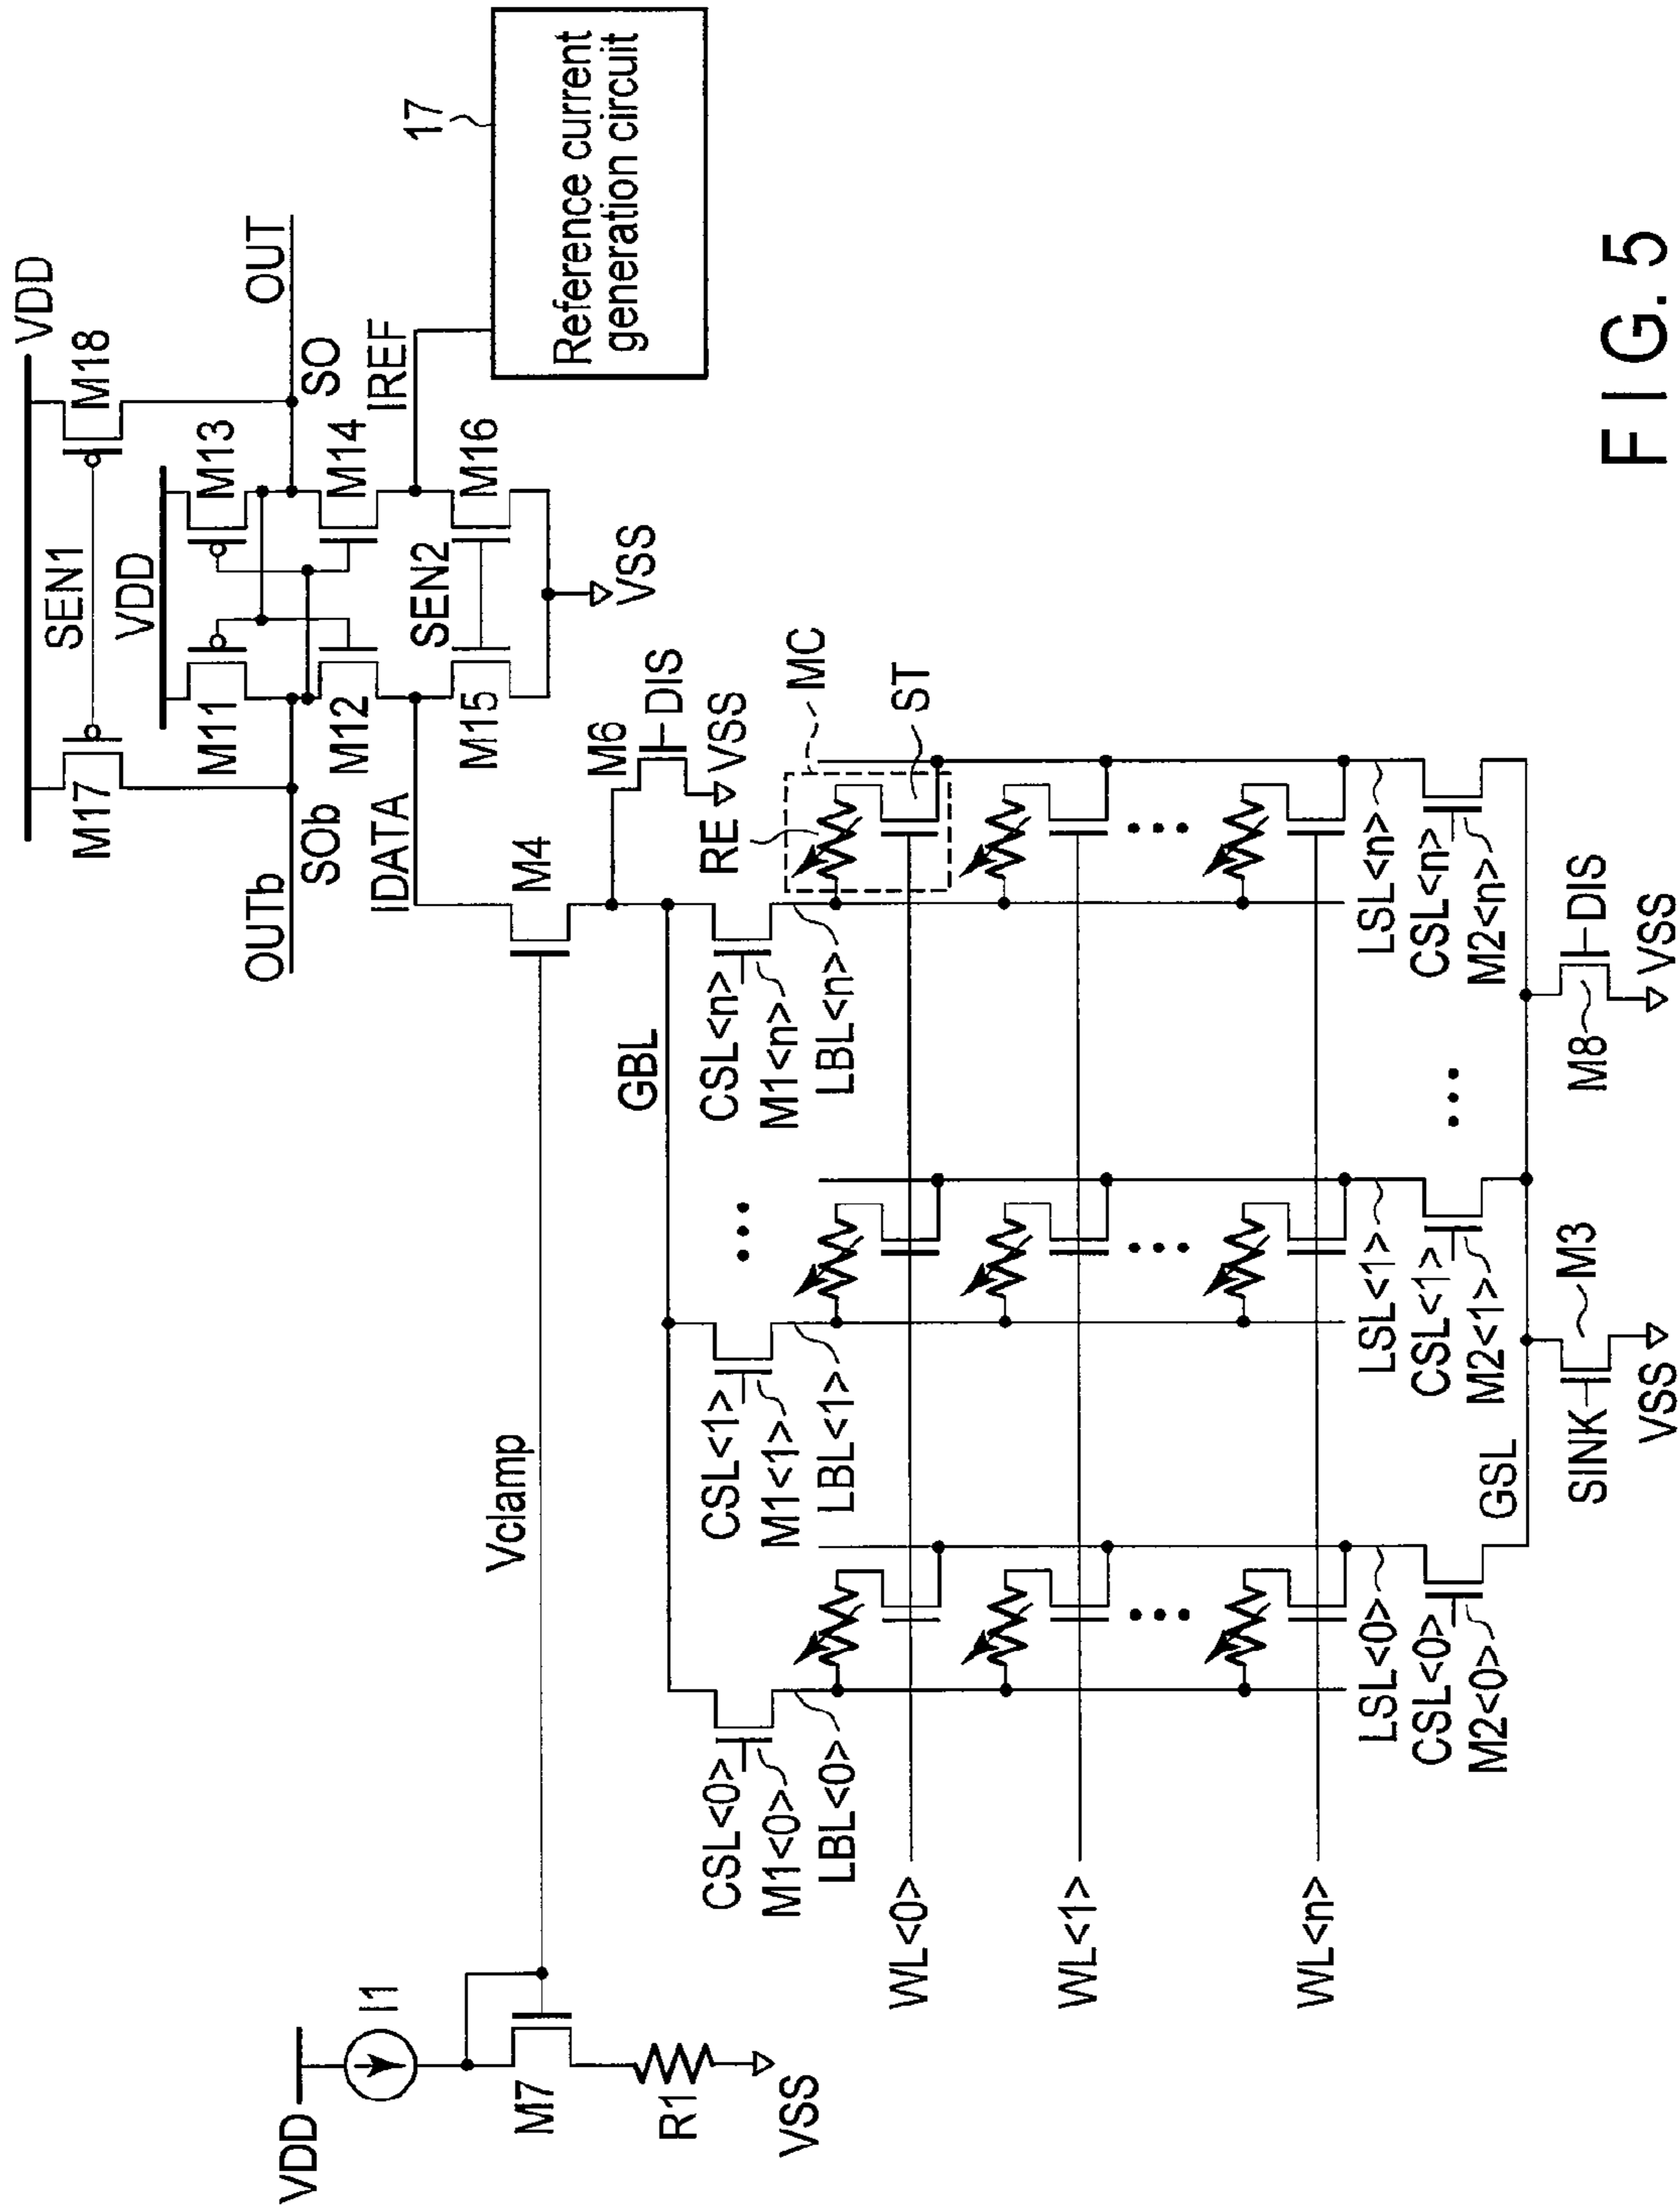 VDD
SEN1
M17
M18
VDD
M11
M13
OUTb
OUT
SOb
SO
M12
M14
IDATA
IREF
SEN2
M15
M16
VSS
17
Reference current
generation circuit
VDD
I1
M7
R1
VSS
Vclamp
M4
M6
DIS
VSS
GBL
CSL<0>
M1<0>
LBL<0>
CSL<1>
M1<1>
LBL<1>
CSL<n>
M1<n>
LBL<n>
RE
MC
ST
WL<0>
WL<1>
WL<n>
LSL<0>
CSL<0>
M2<0>
LSL<1>
CSL<1>
M2<1>
LSL<n>
CSL<n>
M2<n>
GSL
SINK
M3
VSS
M8
DIS
VSS
FIG. 5